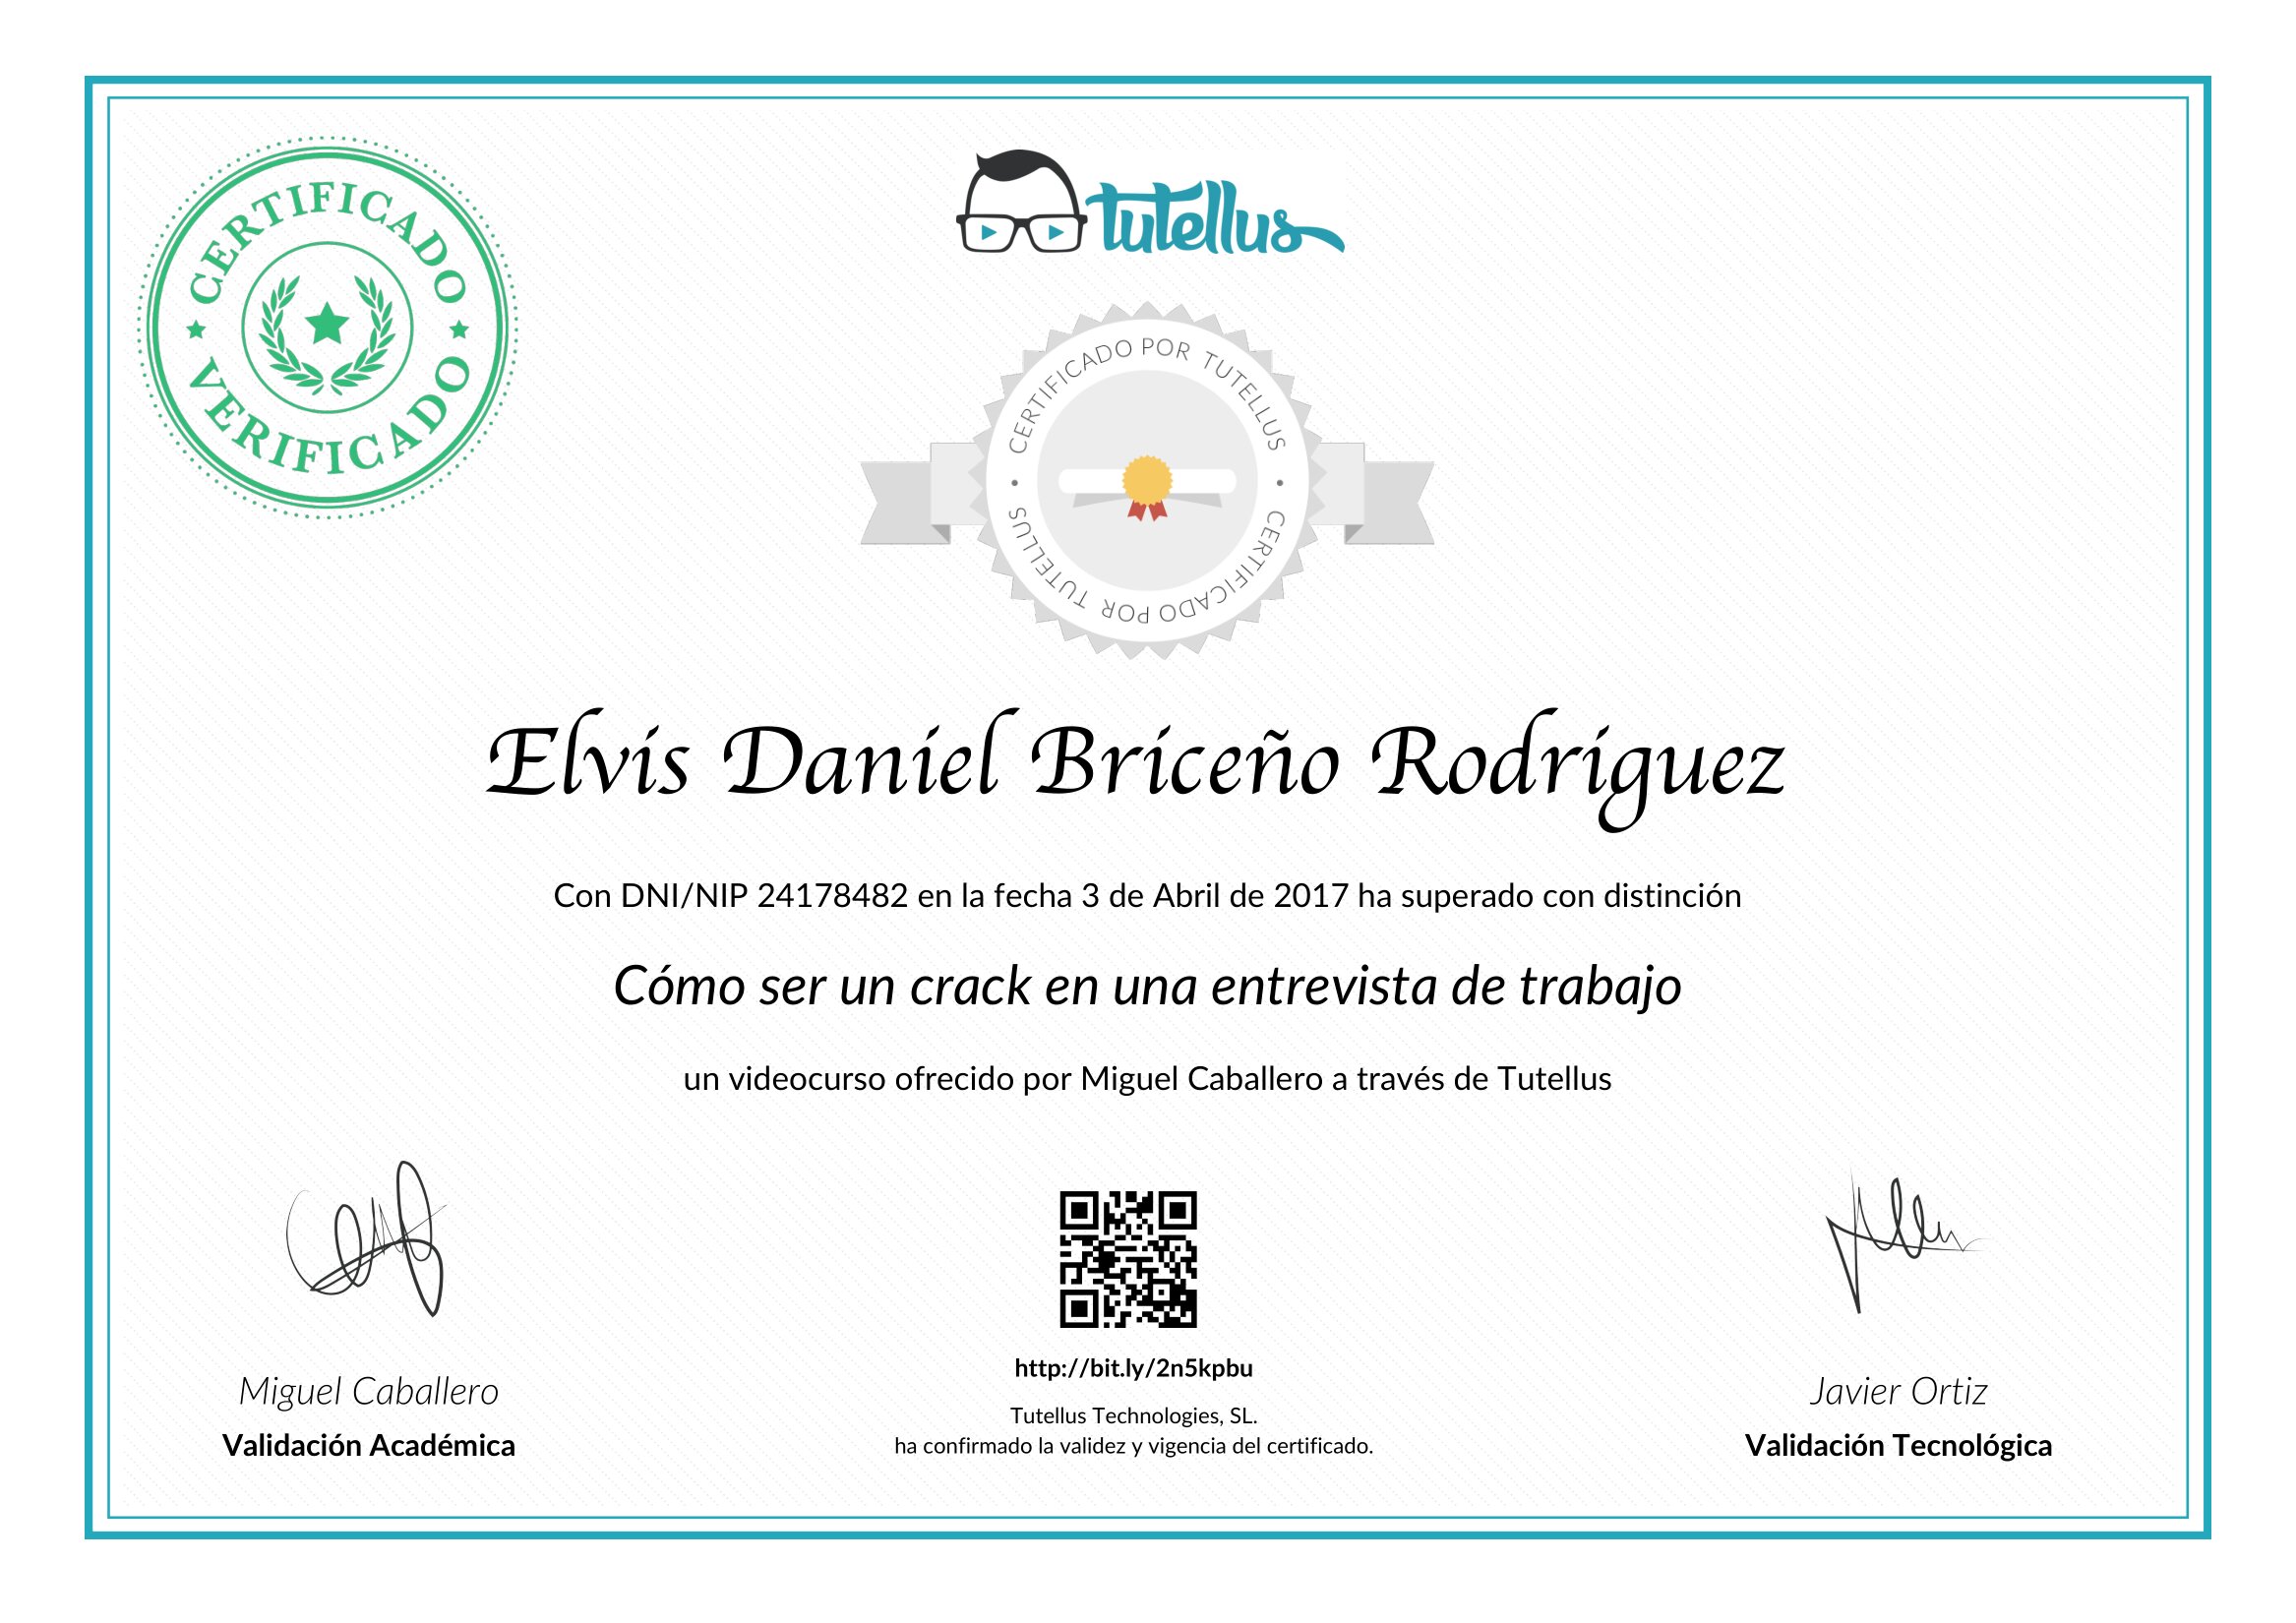 CERTIFICADO
VERIFICADO
tutellus
CERTIFICADO POR TUTELLUS
CERTIFICADO POR TUTELLUS
Elvis Daniel Briceño Rodríguez
Con DNI/NIP 24178482 en la fecha 3 de Abril de 2017 ha superado con distinción
Cómo ser un crack en una entrevista de trabajo
un videocurso ofrecido por Miguel Caballero a través de Tutellus
http://bit.ly/2n5kpbu
Tutellus Technologies, SL.
ha confirmado la validez y vigencia del certificado.
Miguel Caballero
Validación Académica
Javier Ortiz
Validación Tecnológica